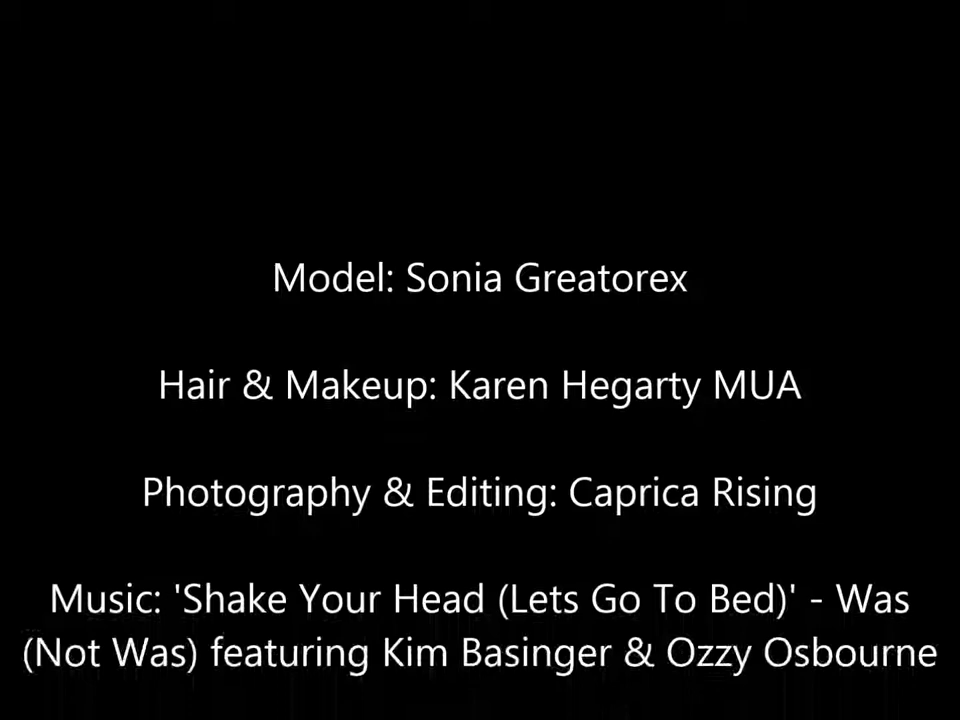 Model: Sonia Greatorex
Hair & Makeup: Karen Hegarty MUA
Photography & Editing: Caprica Rising
Music: 'Shake Your Head (Lets Go To Bed)' - Was
(Not Was) featuring Kim Basinger & Ozzy Osbourne